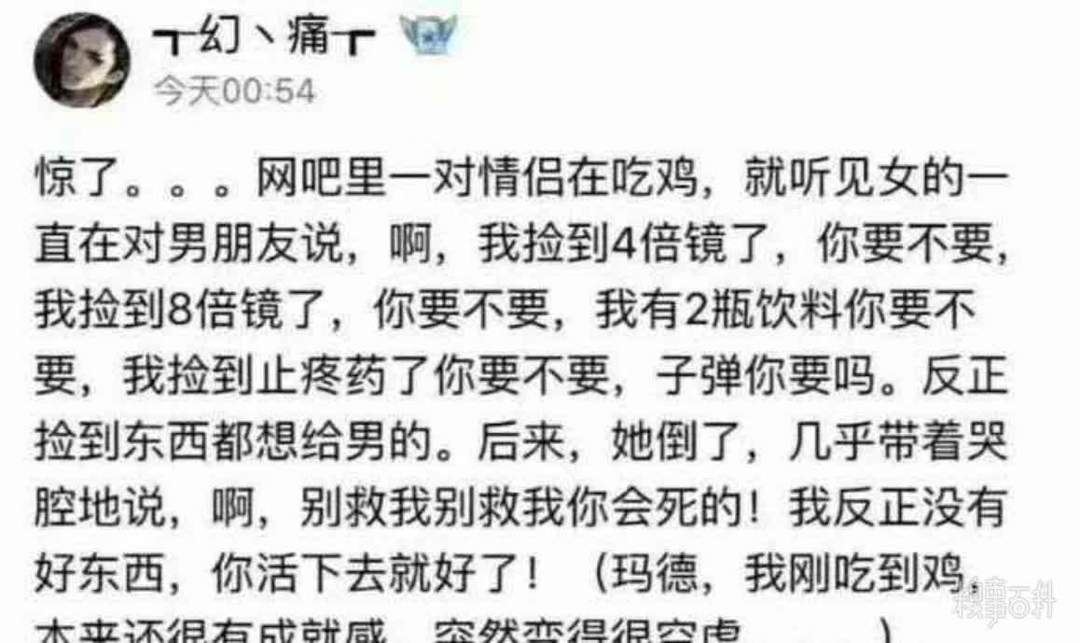 ┳幻丶痛┳
今天00:54
惊了。。。网吧里一对情侣在吃鸡，就听见女的一
直在对男朋友说，啊，我捡到4倍镜了，你要不要，
我捡到8倍镜了，你要不要，我有2瓶饮料你要不
要，我捡到止疼药了你要不要，子弹你要吗。反正
捡到东西都想给男的。后来，她倒了，几乎带着哭
腔地说，啊，别救我别救我你会死的！我反正没有
好东西，你活下去就好了！（玛德，我刚吃到鸡，
糗事百科
本来还很有成就感，突然变得很空虚。。。）